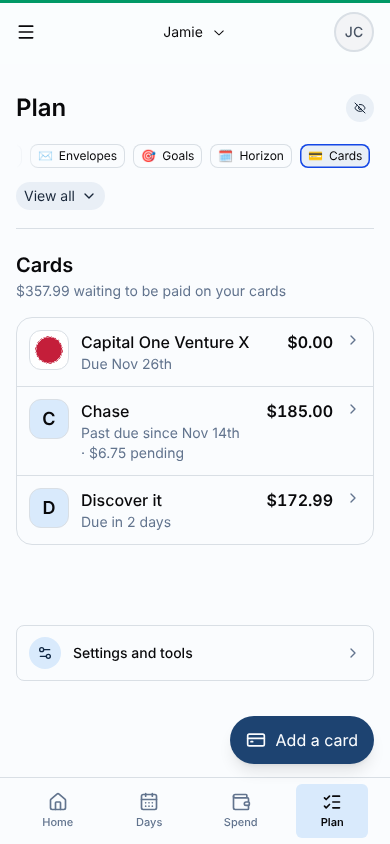 Jamie
JC
Plan
Envelopes
Goals
Horizon
Cards
View all
Cards
$357.99 waiting to be paid on your cards
Capital One Venture X $0.00
Due Nov 26th
C
Chase $185.00
Past due since Nov 14th
· $6.75 pending
D
Discover it $172.99
Due in 2 days
Settings and tools
Add a card
Home Days Spend Plan